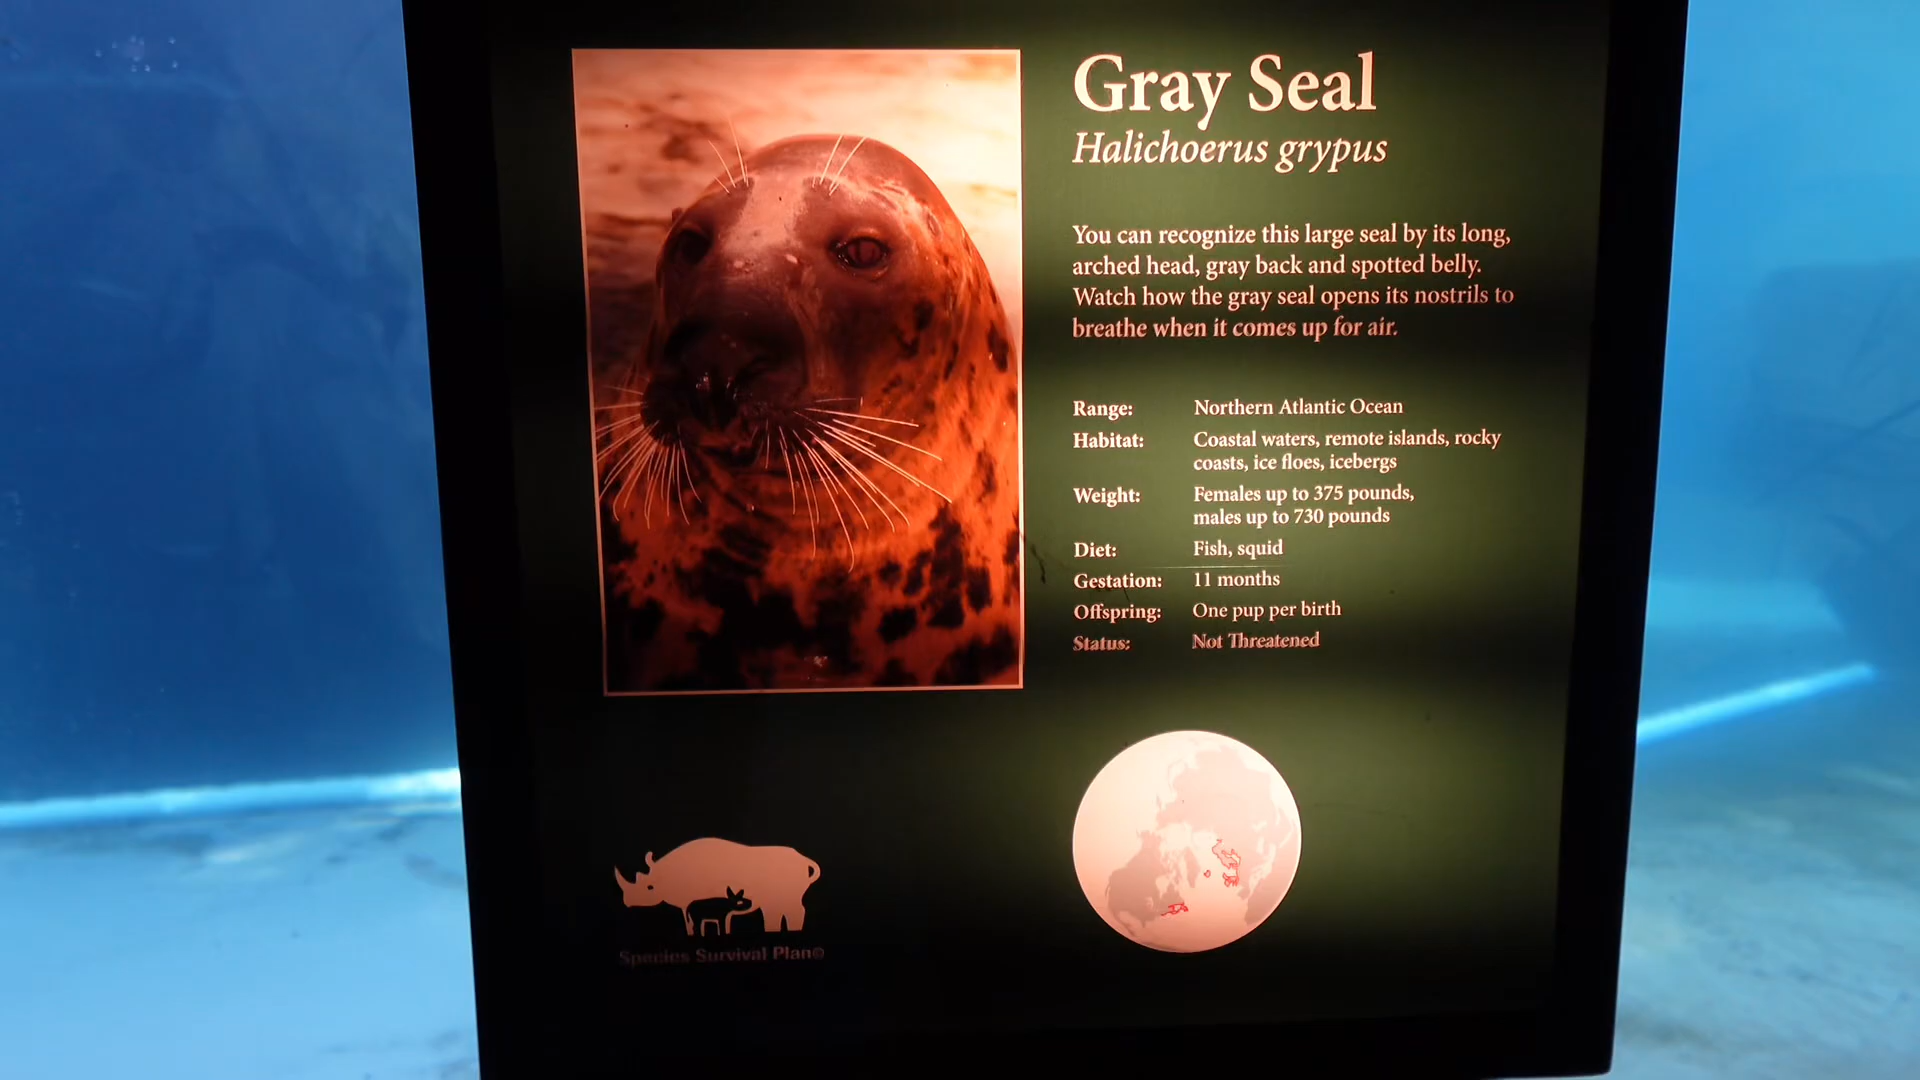 Gray Seal
Halichoerus grypus
You can recognize this large seal by its long,
arched head, gray back and spotted belly.
Watch how the gray seal opens its nostrils to
breathe when it comes up for air.
Range: Northern Atlantic Ocean
Habitat: Coastal waters, remote islands, rocky
coasts, ice floes, icebergs
Weight: Females up to 375 pounds,
males up to 730 pounds
Diet: Fish, squid
Gestation: 11 months
Offspring: One pup per birth
Status: Not Threatened
Species Survival Plan©